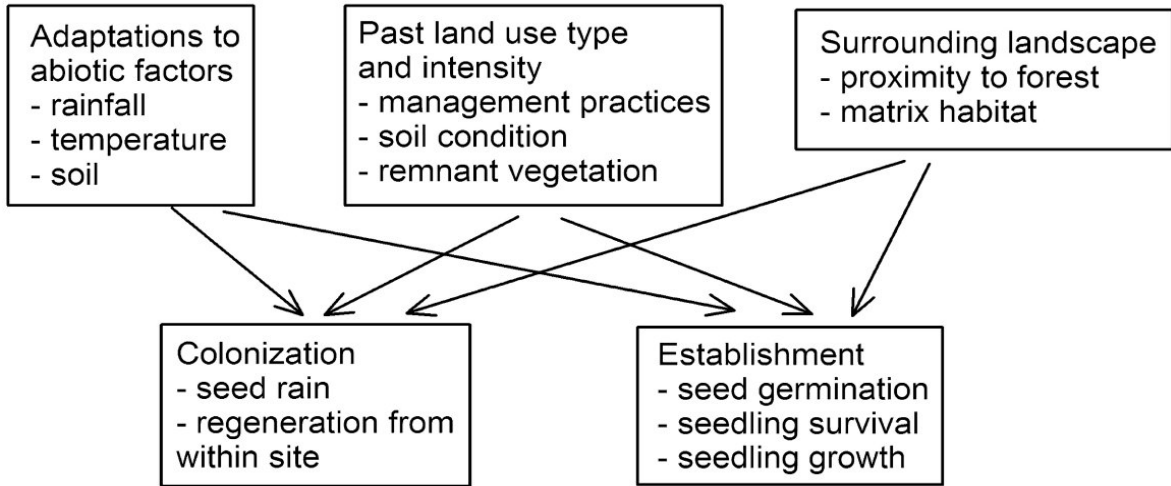 Adaptations to
abiotic factors
- rainfall
- temperature
- soil
Past land use type
and intensity
- management practices
- soil condition
- remnant vegetation
Surrounding landscape
- proximity to forest
- matrix habitat
Colonization
- seed rain
- regeneration from
within site
Establishment
- seed germination
- seedling survival
- seedling growth